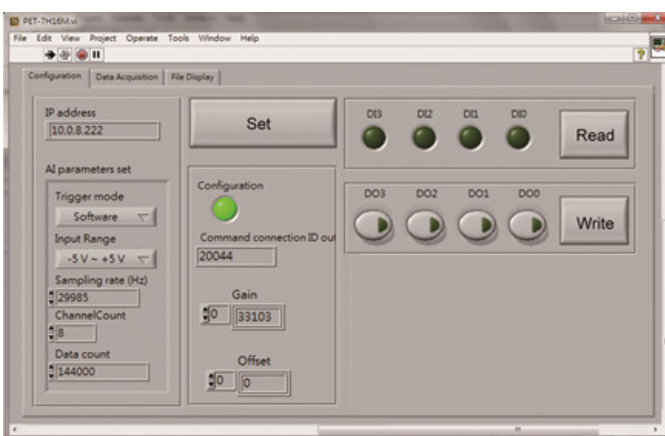 PET-7H16M.vi
File Edit View Project Operate Tools Window Help
Configuration Data Acquisition File Display
IP address
10.0.8.222
AI parameters set
Trigger mode
Software
Input Range
-5 V ~ +5 V
Sampling rate (Hz)
29985
ChannelCount
8
Data count
144000
Set
Configuration
Command connection ID out
20044
Gain
0 33103
Offset
0 0
DI3 DI2 DI1 DI0
Read
DO3 DO2 DO1 DO0
Write